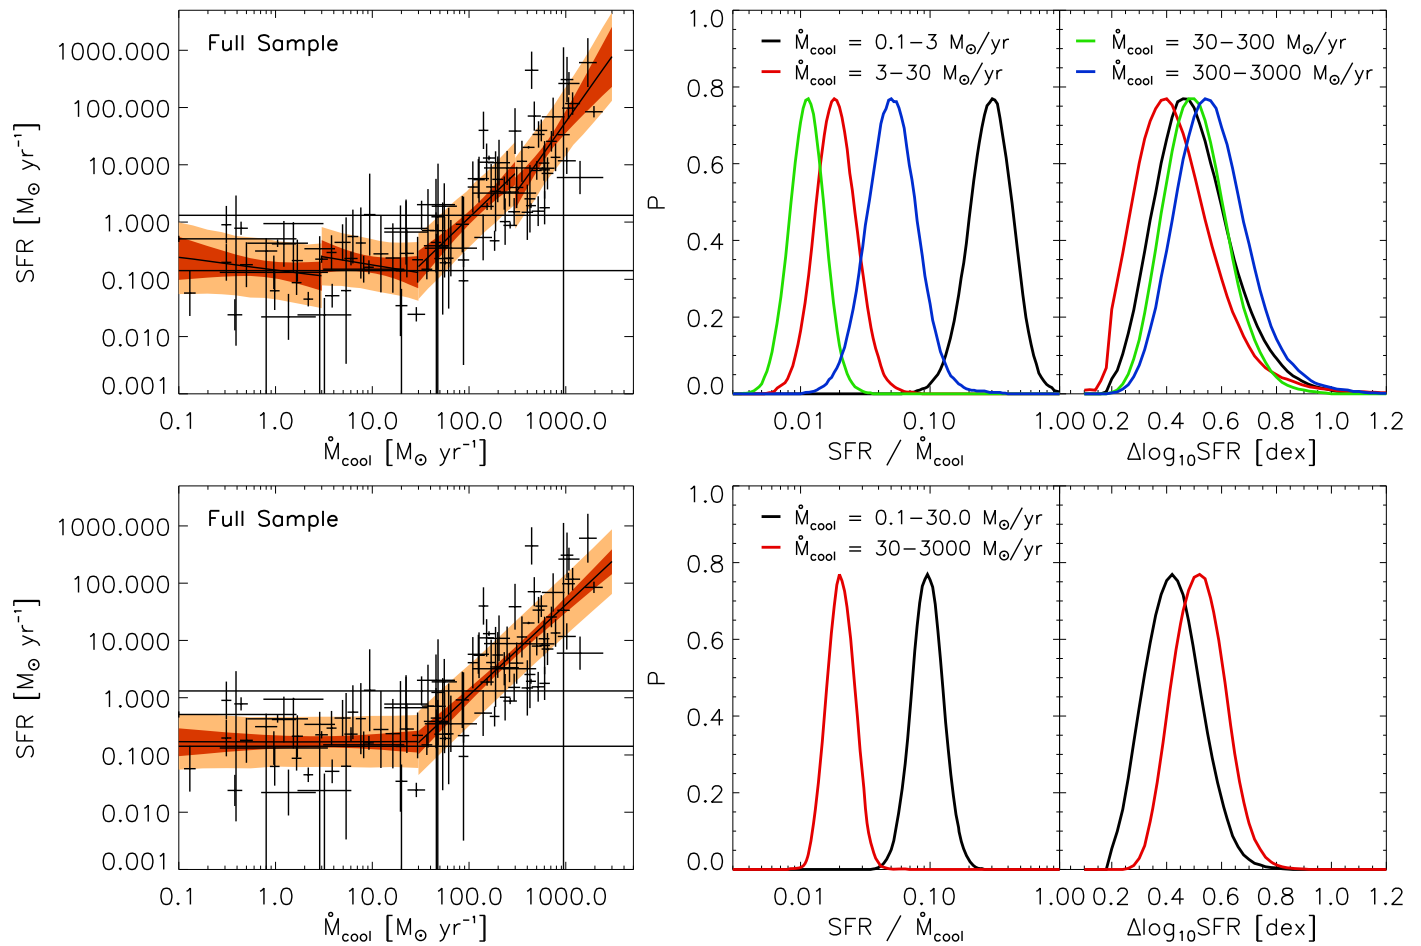 Full Sample
SFR [M⊙ yr⁻¹]
1000.000
100.000
10.000
1.000
0.100
0.010
0.001
0.1 1.0 10.0 100.0 1000.0
Ṁcool [M⊙ yr⁻¹]
P
1.0
0.8
0.6
0.4
0.2
0.0
Ṁcool = 0.1−3 M⊙/yr
Ṁcool = 3−30 M⊙/yr
0.01 0.10 1.00
SFR / Ṁcool
Ṁcool = 30−300 M⊙/yr
Ṁcool = 300−3000 M⊙/yr
0.2 0.4 0.6 0.8 1.0 1.2
Δlog₁₀SFR [dex]
Full Sample
SFR [M⊙ yr⁻¹]
1000.000
100.000
10.000
1.000
0.100
0.010
0.001
0.1 1.0 10.0 100.0 1000.0
Ṁcool [M⊙ yr⁻¹]
P
1.0
0.8
0.6
0.4
0.2
0.0
Ṁcool = 0.1−30.0 M⊙/yr
Ṁcool = 30−3000 M⊙/yr
0.01 0.10 1.00
SFR / Ṁcool
0.2 0.4 0.6 0.8 1.0 1.2
Δlog₁₀SFR [dex]